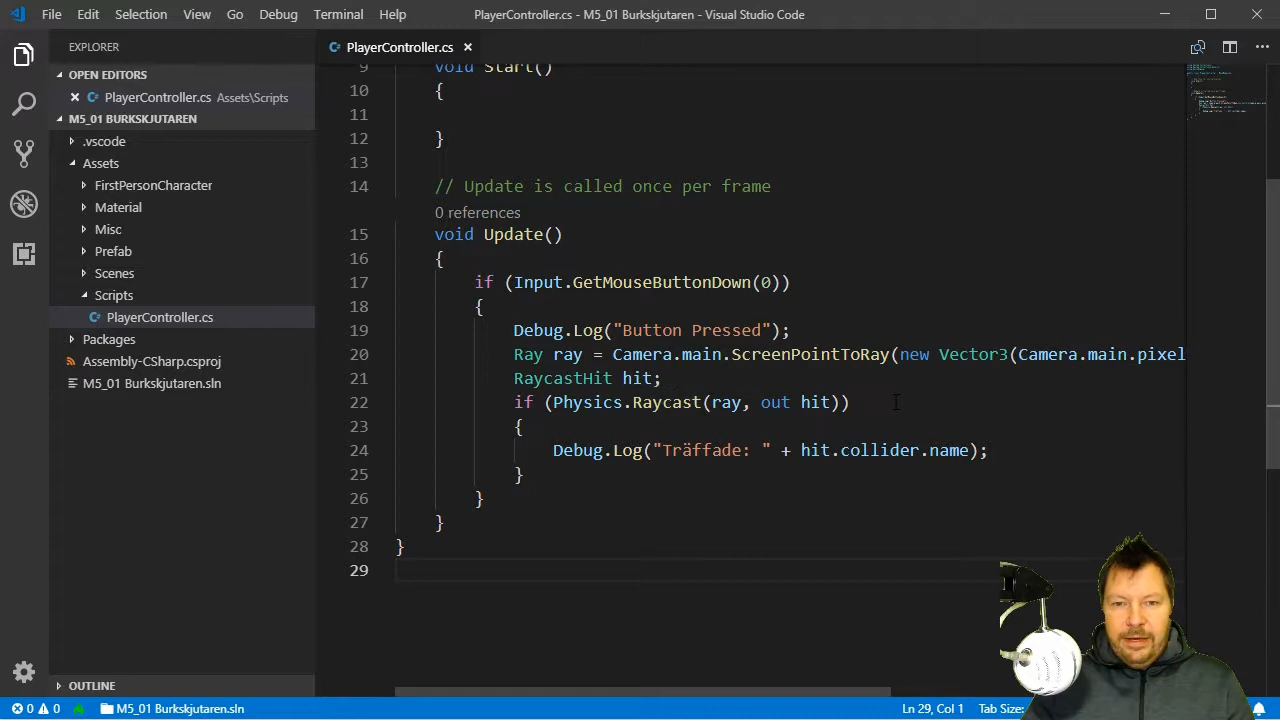 File Edit Selection View Go Debug Terminal Help PlayerController.cs - M5_01 Burkskjutaren - Visual Studio Code
EXPLORER
PlayerController.cs
OPEN EDITORS
PlayerController.cs Assets\Scripts
M5_01 BURKSKJUTAREN
.vscode
Assets
FirstPersonCharacter
Material
Misc
Prefab
Scenes
Scripts
PlayerController.cs
Packages
Assembly-CSharp.csproj
M5_01 Burkskjutaren.sln
OUTLINE
9 void Start()
10 {
11
12 }
13
14 // Update is called once per frame
0 references
15 void Update()
16 {
17 if (Input.GetMouseButtonDown(0))
18 {
19 Debug.Log("Button Pressed");
20 Ray ray = Camera.main.ScreenPointToRay(new Vector3(Camera.main.pixel
21 RaycastHit hit;
22 if (Physics.Raycast(ray, out hit))
23 {
24 Debug.Log("Träffade: " + hit.collider.name);
25 }
26 }
27 }
28 }
29
0 0 M5_01 Burkskjutaren.sln Ln 29, Col 1 Tab Size: